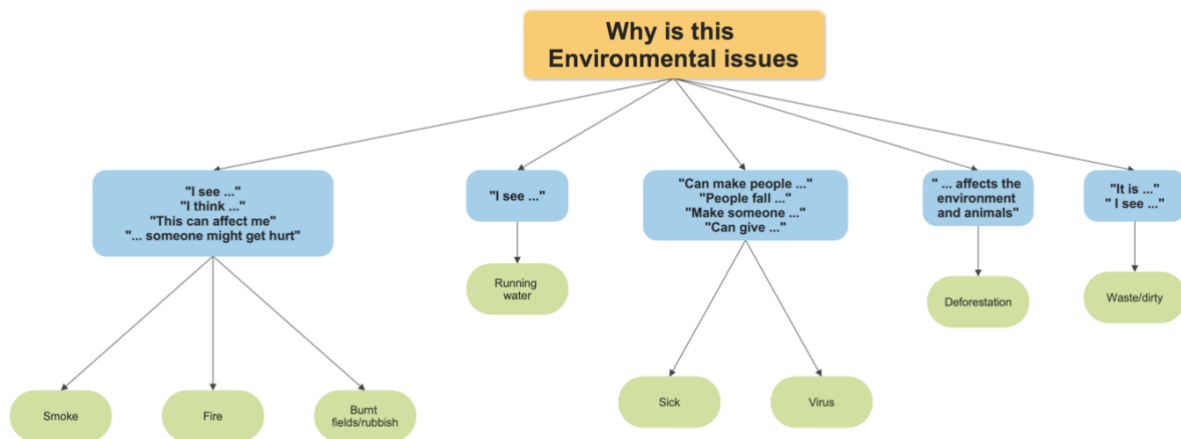 Why is this
Environmental issues
"I see ..."
"I think ..."
"This can affect me"
"... someone might get hurt"
"I see ..."
"Can make people ..."
"People fall ..."
"Make someone ..."
"Can give ..."
" ... affects the
environment
and animals"
"It is ..."
" I see ..."
Running
water
Deforestation
Waste/dirty
Smoke
Fire
Burnt
fields/rubbish
Sick
Virus